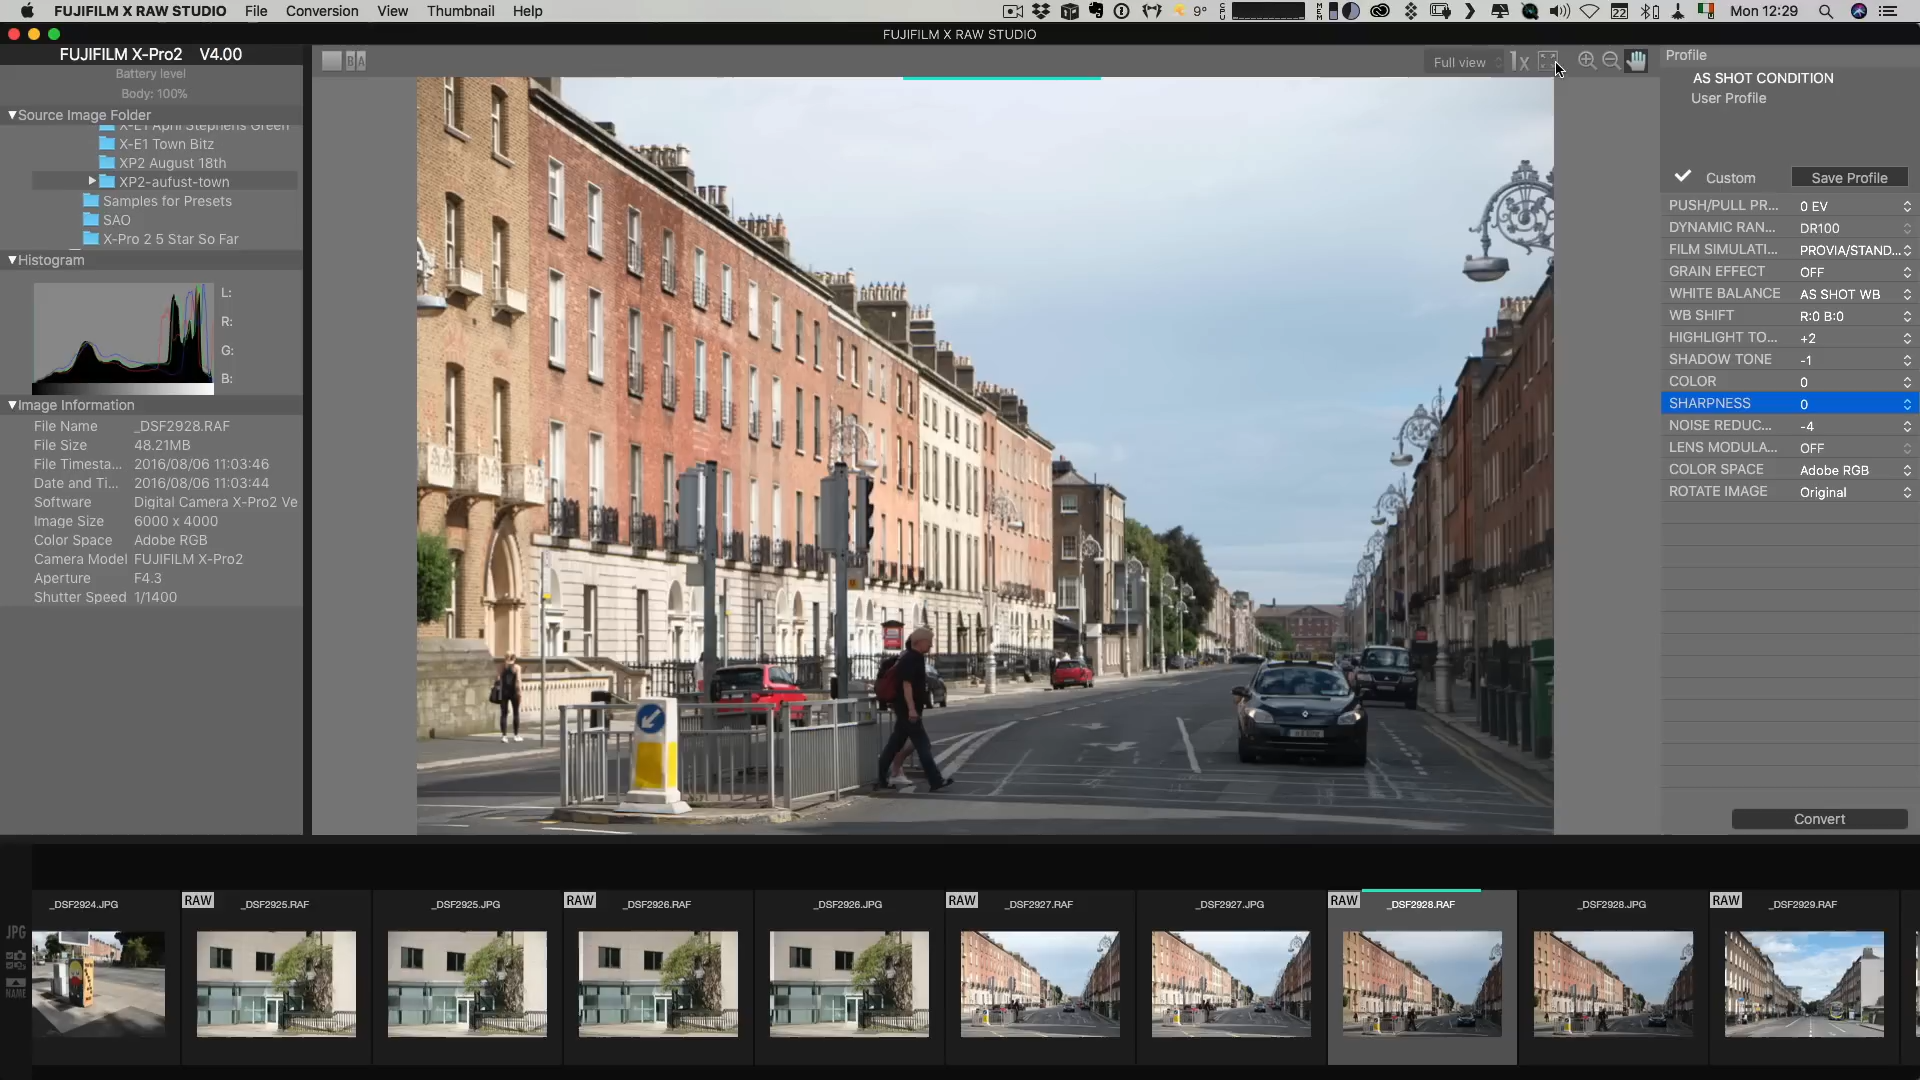 FUJIFILM X RAW STUDIO File Conversion View Thumbnail Help 9° 22 Mon 12:29
FUJIFILM X RAW STUDIO
FUJIFILM X-Pro2 V4.00
Battery level
Body: 100%
▼Source Image Folder
X-E1 April Stephens Green
X-E1 Town Bitz
XP2 August 18th
XP2-aufust-town
Samples for Presets
SAO
X-Pro 2 5 Star So Far
▼Histogram
L:
R:
G:
B:
▼Image Information
File Name _DSF2928.RAF
File Size 48.21MB
File Timesta... 2016/08/06 11:03:46
Date and Ti... 2016/08/06 11:03:44
Software Digital Camera X-Pro2 Ve
Image Size 6000 x 4000
Color Space Adobe RGB
Camera Model FUJIFILM X-Pro2
Aperture F4.3
Shutter Speed 1/1400
B A
Full view 1x
Profile
AS SHOT CONDITION
User Profile
Custom Save Profile
PUSH/PULL PR... 0 EV
DYNAMIC RAN... DR100
FILM SIMULATI... PROVIA/STAND...
GRAIN EFFECT OFF
WHITE BALANCE AS SHOT WB
WB SHIFT R:0 B:0
HIGHLIGHT TO... +2
SHADOW TONE -1
COLOR 0
SHARPNESS 0
NOISE REDUC... -4
LENS MODULA... OFF
COLOR SPACE Adobe RGB
ROTATE IMAGE Original
Convert
JPG
NAME
_DSF2924.JPG
RAW _DSF2925.RAF
_DSF2925.JPG
RAW _DSF2926.RAF
_DSF2926.JPG
RAW _DSF2927.RAF
_DSF2927.JPG
RAW _DSF2928.RAF
_DSF2928.JPG
RAW _DSF2929.RAF